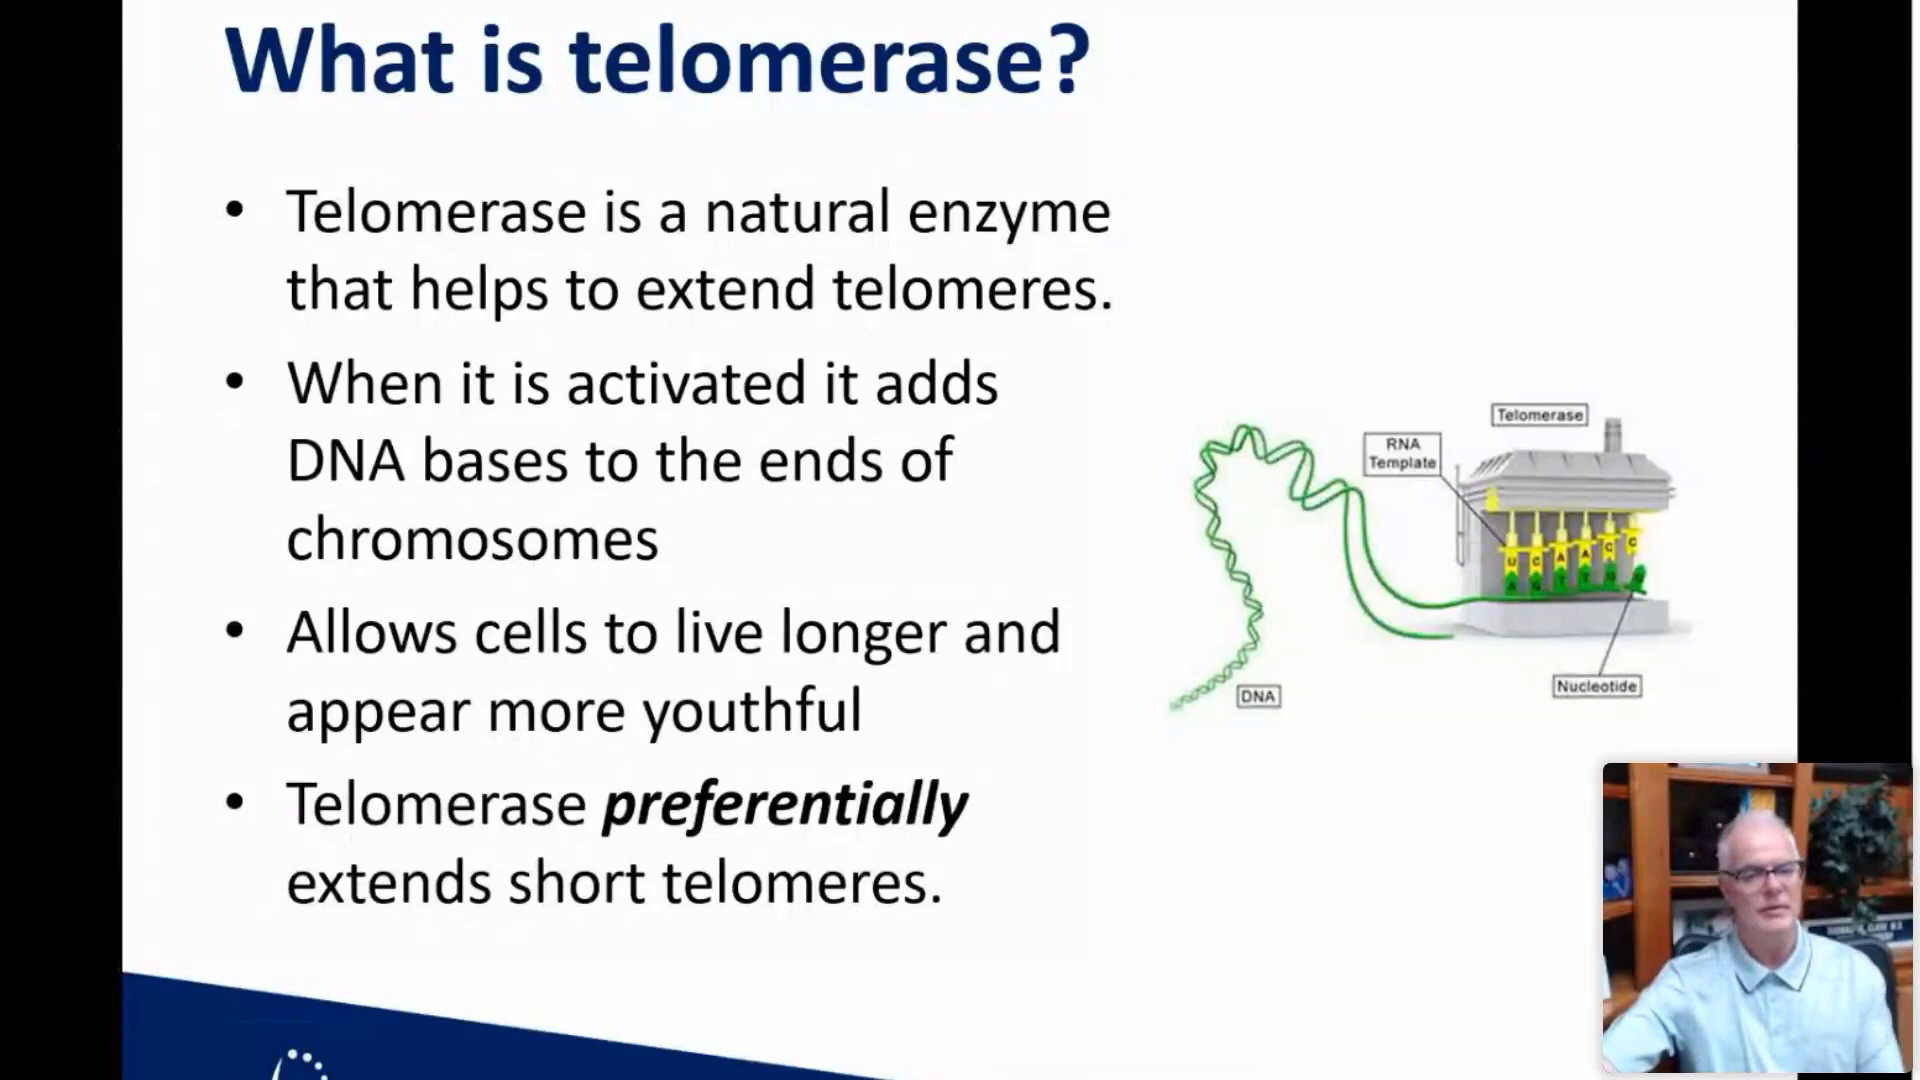 What is telomerase?
• Telomerase is a natural enzyme
that helps to extend telomeres.
• When it is activated it adds
DNA bases to the ends of
chromosomes
• Allows cells to live longer and
appear more youthful
• Telomerase preferentially
extends short telomeres.
Telomerase
RNA
Template
U C A A C C
A G T T G G
Nucleotide
DNA